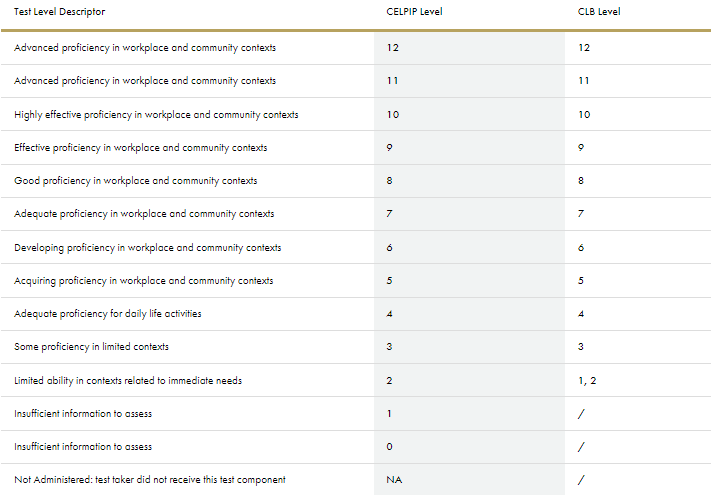 Test Level Descriptor CELPIP Level CLB Level
Advanced proficiency in workplace and community contexts 12 12
Advanced proficiency in workplace and community contexts 11 11
Highly effective proficiency in workplace and community contexts 10 10
Effective proficiency in workplace and community contexts 9 9
Good proficiency in workplace and community contexts 8 8
Adequate proficiency in workplace and community contexts 7 7
Developing proficiency in workplace and community contexts 6 6
Acquiring proficiency in workplace and community contexts 5 5
Adequate proficiency for daily life activities 4 4
Some proficiency in limited contexts 3 3
Limited ability in contexts related to immediate needs 2 1, 2
Insufficient information to assess 1 /
Insufficient information to assess 0 /
Not Administered: test taker did not receive this test component NA /